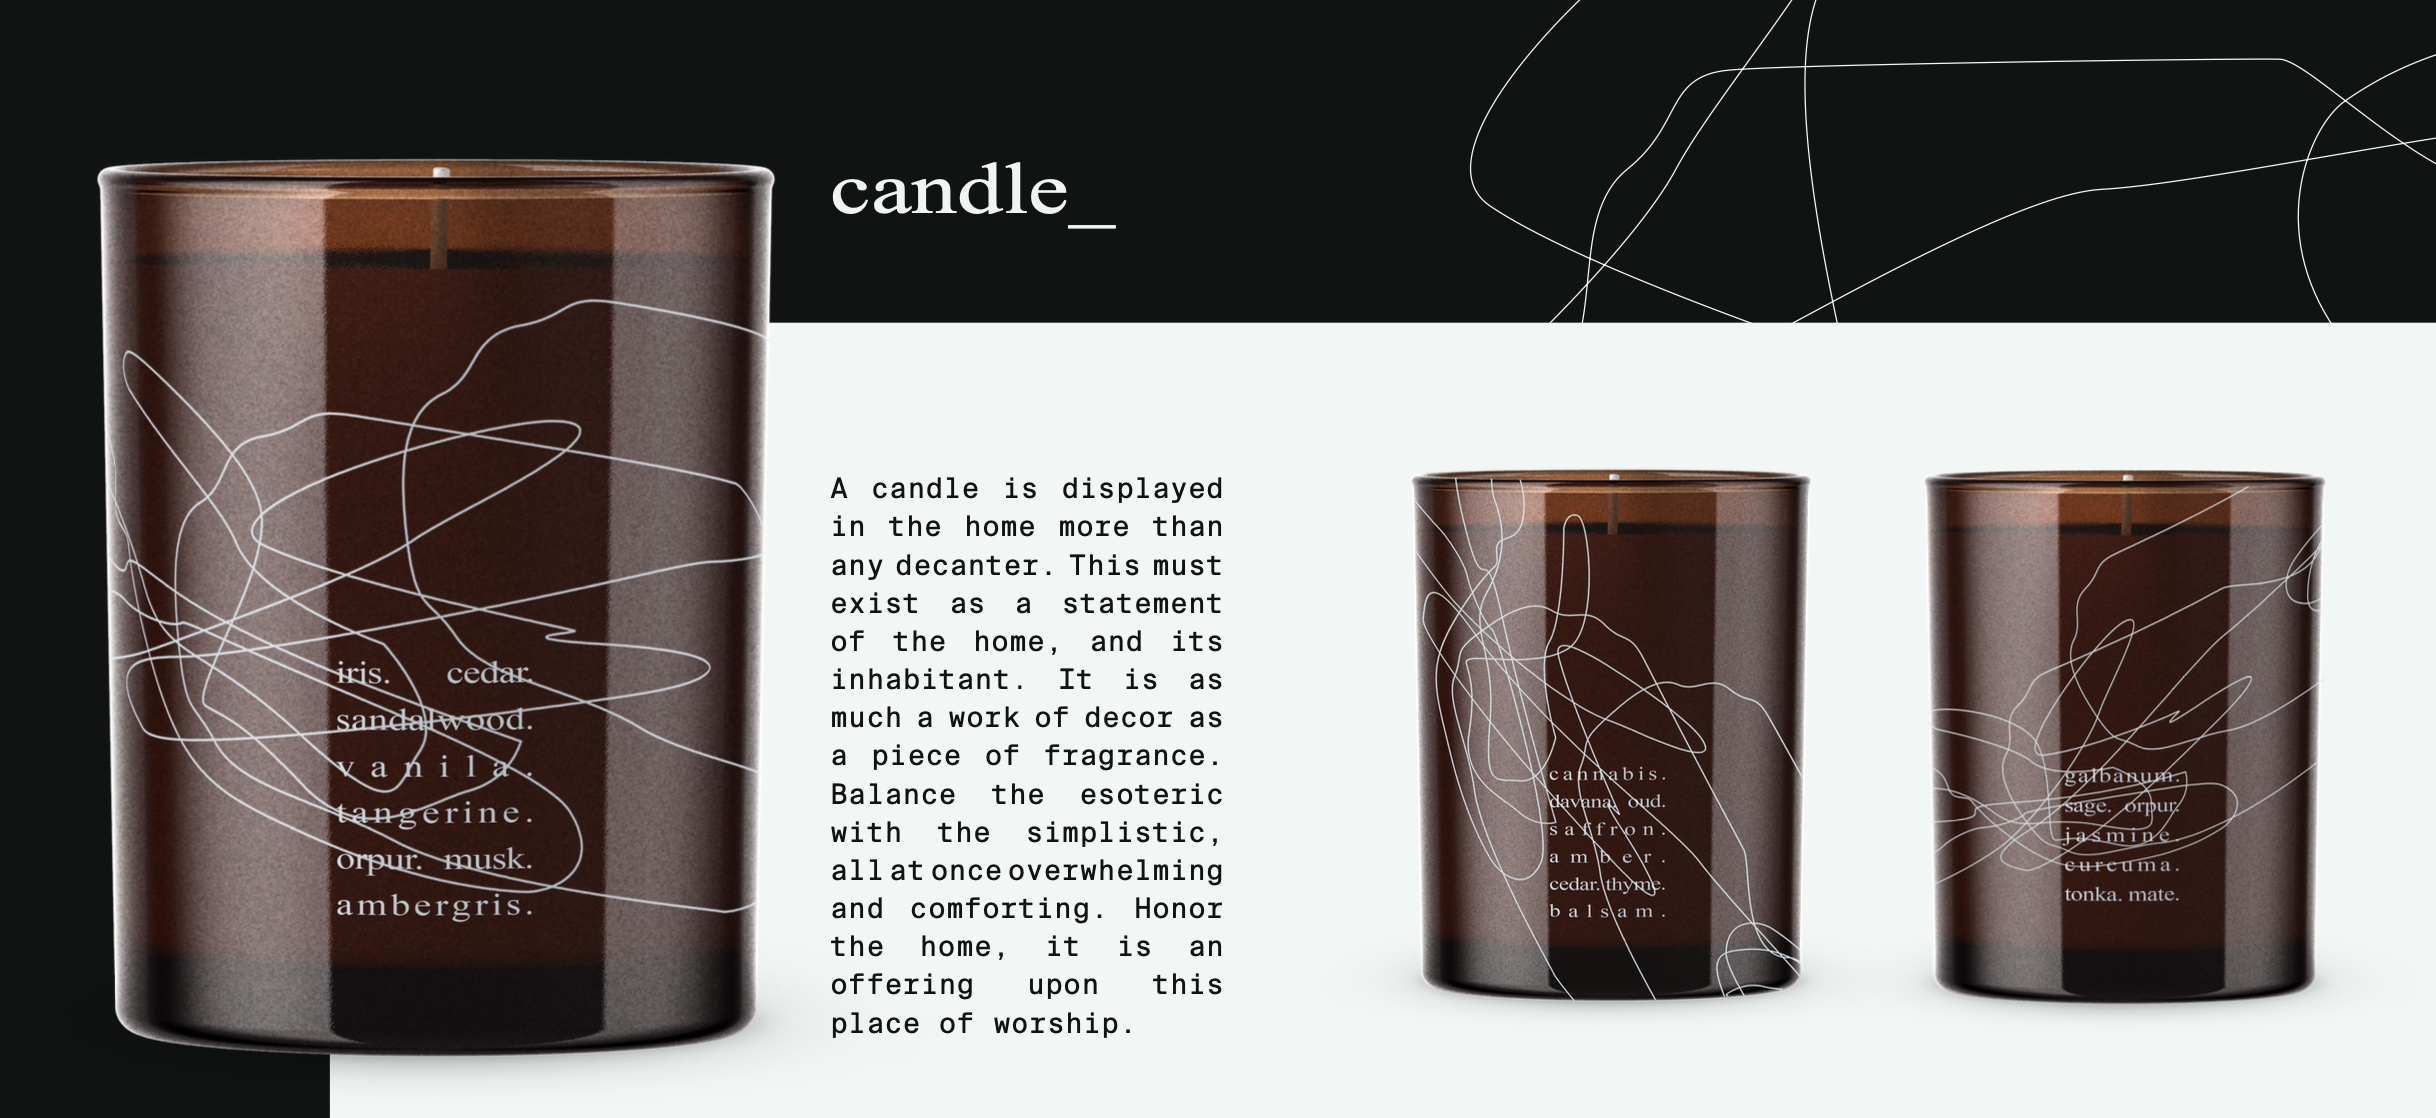 candle_
iris. cedar.
sandalwood.
vanila.
tangerine.
orpur. musk.
ambergris.
A candle is displayed
in the home more than
any decanter. This must
exist as a statement
of the home, and its
inhabitant. It is as
much a work of decor as
a piece of fragrance.
Balance the esoteric
with the simplistic,
all at once overwhelming
and comforting. Honor
the home, it is an
offering upon this
place of worship.
cannabis.
davana, oud.
saffron.
amber.
cedar. thyme.
balsam.
galbanum.
sage. orpur.
jasmine.
curcuma.
tonka. mate.